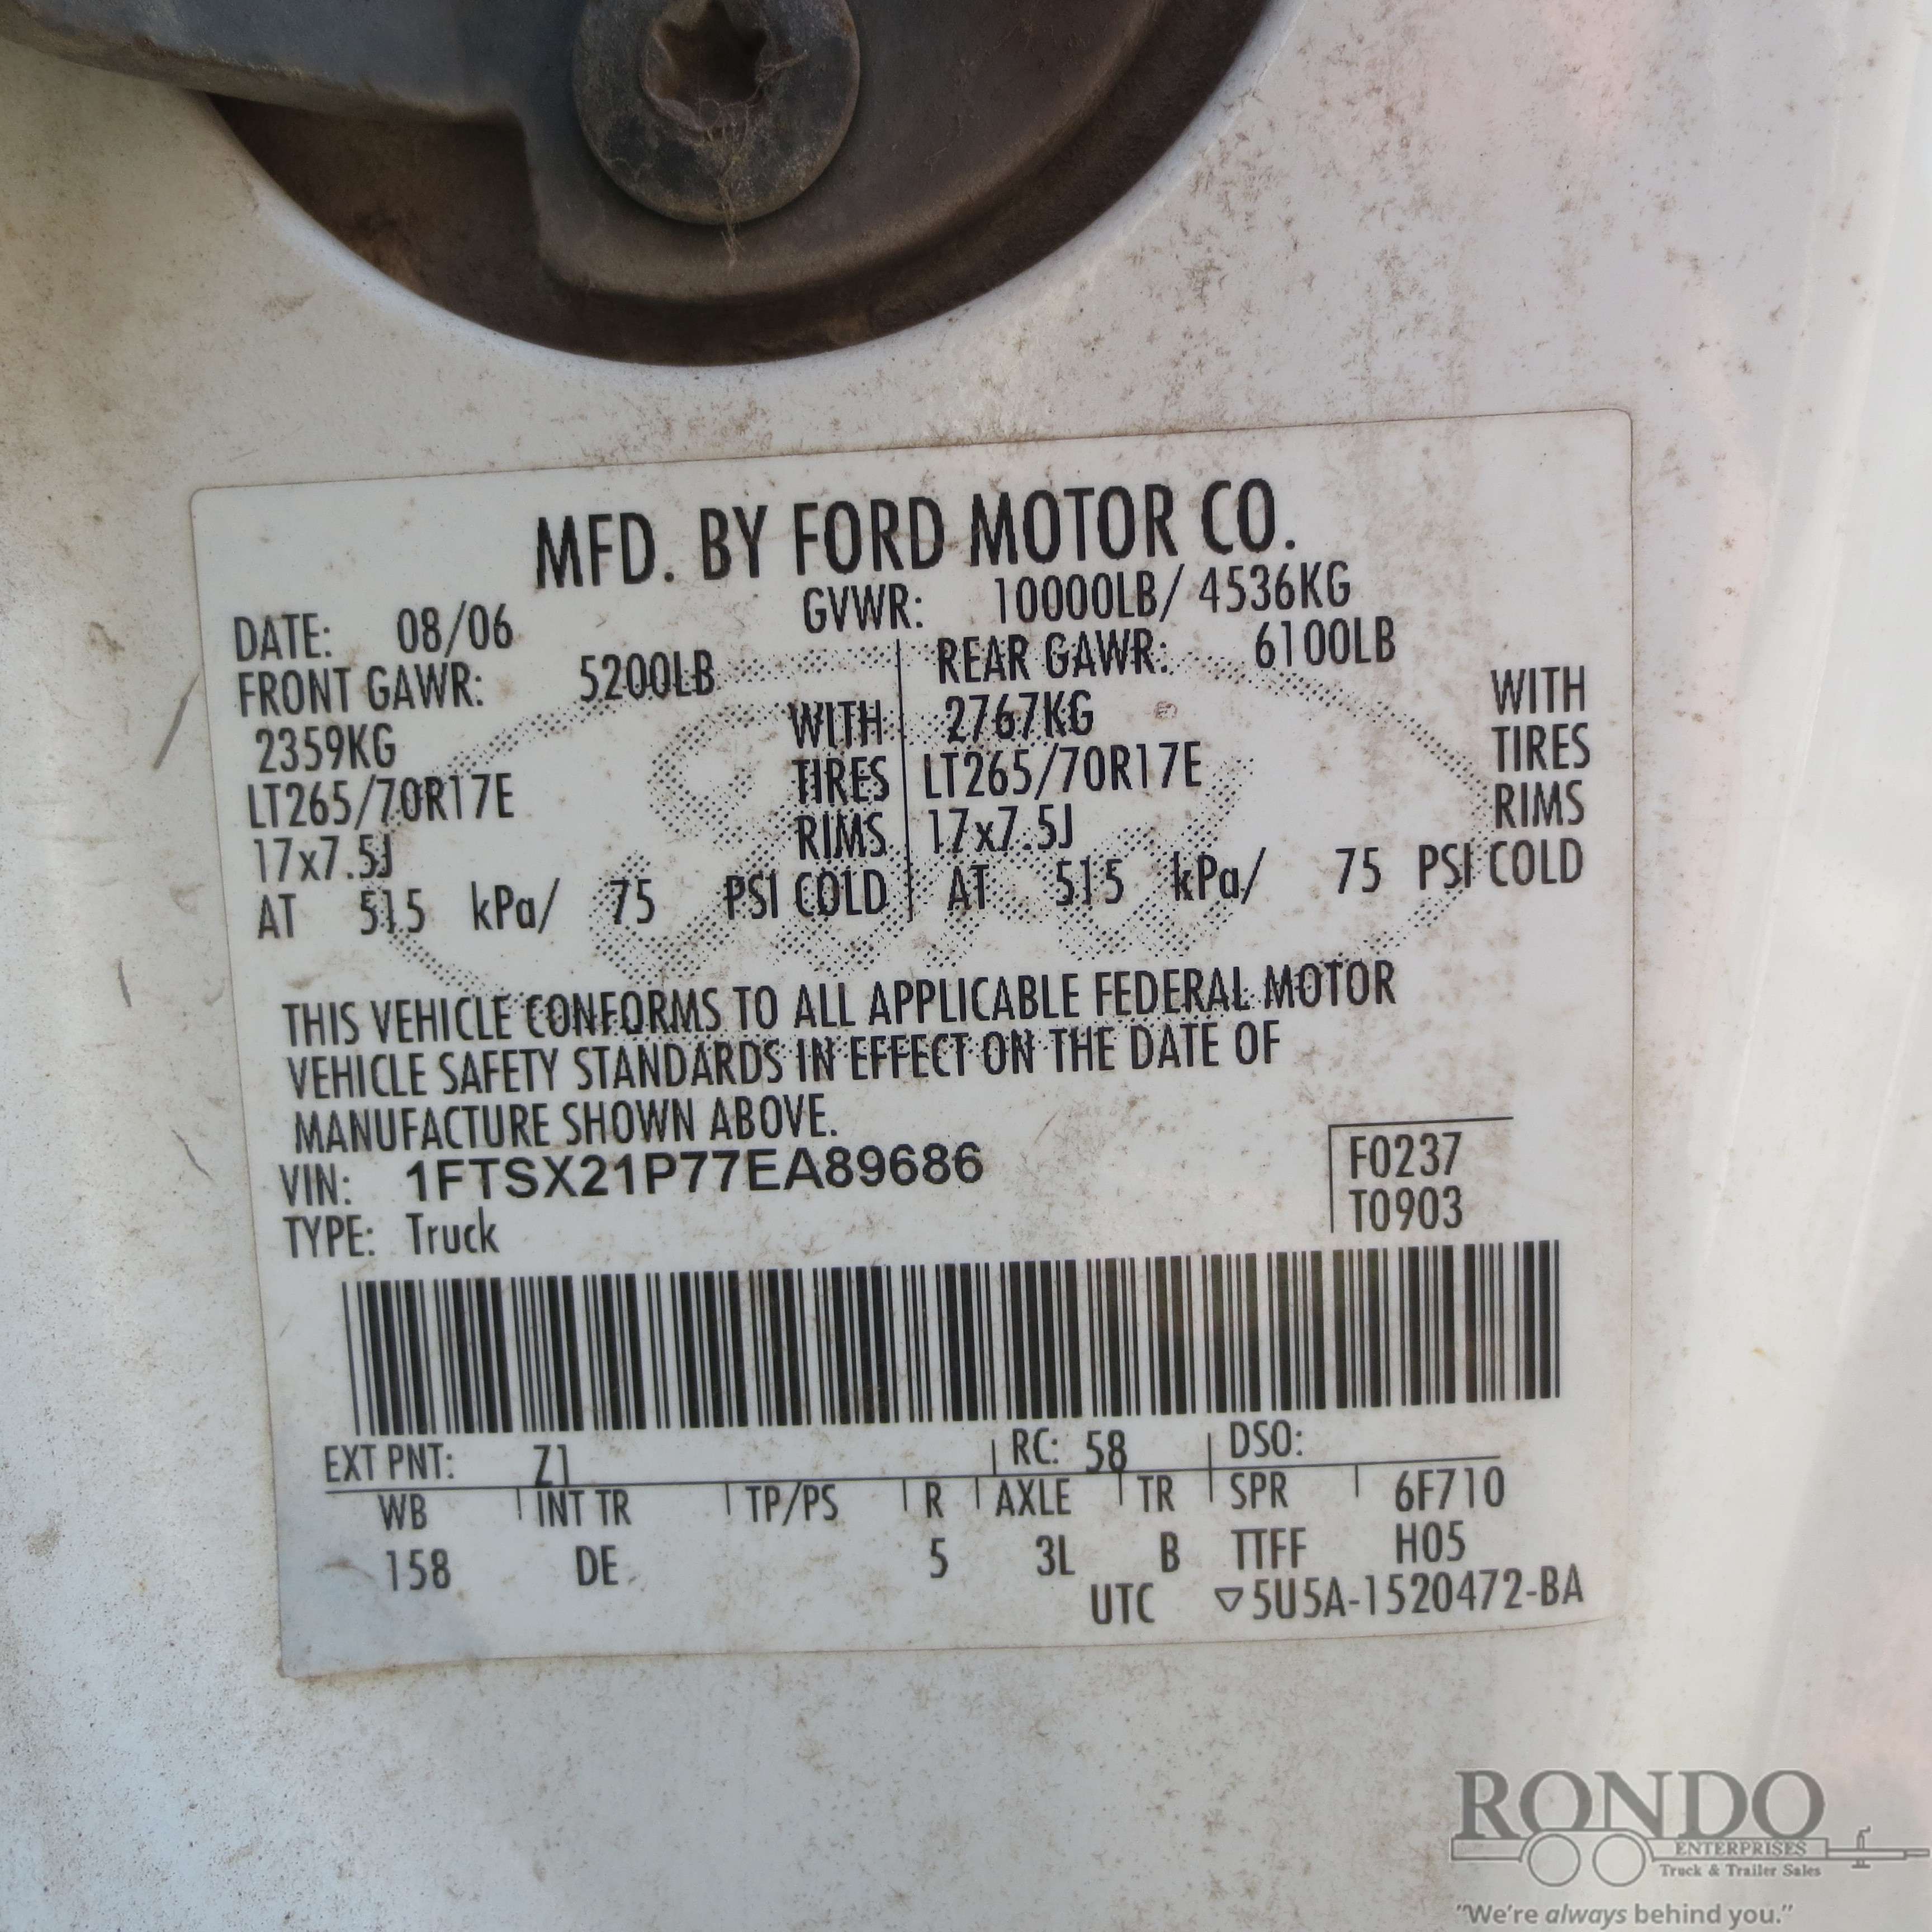 MFD. BY FORD MOTOR CO.
DATE: 08/06 GVWR: 10000LB/ 4536KG
FRONT GAWR: 5200LB REAR GAWR: 6100LB
2359KG WITH 2767KG WITH
LT265/70R17E TIRES LT265/70R17E TIRES
17x7.5J RIMS 17x7.5J RIMS
AT 515 kPa/ 75 PSI COLD AT 515 kPa/ 75 PSI COLD
THIS VEHICLE CONFORMS TO ALL APPLICABLE FEDERAL MOTOR
VEHICLE SAFETY STANDARDS IN EFFECT ON THE DATE OF
MANUFACTURE SHOWN ABOVE.
VIN: 1FTSX21P77EA89686 F0237
TYPE: Truck T0903
EXT PNT: Z1 RC: 58 DSO:
WB INT TR TP/PS R AXLE TR SPR 6F710
158 DE 5 3L B TTFF H05
UTC ▽5U5A-1520472-BA
RONDO
ENTERPRISES
Truck & Trailer Sales
"We're always behind you."